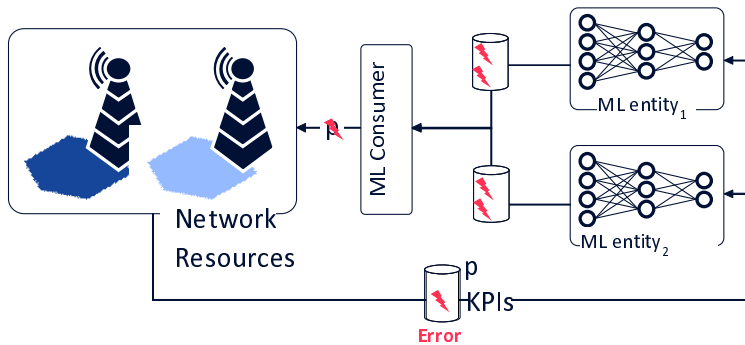 ML entity1
p
ML Consumer
ML entity2
Network
Resources
p
KPIs
Error